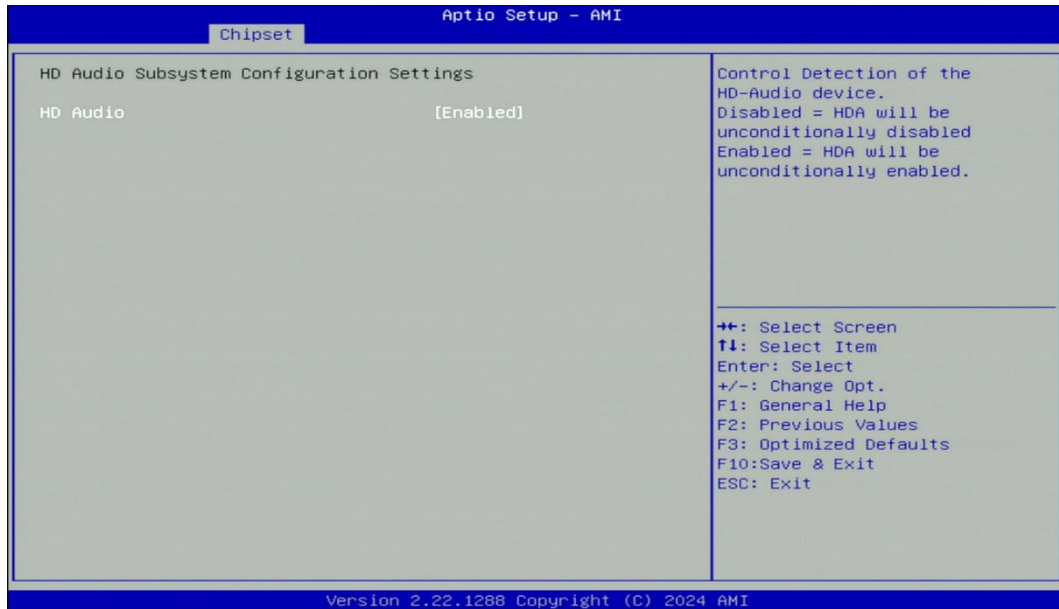 Aptio Setup - AMI
Chipset
HD Audio Subsystem Configuration Settings
HD Audio [Enabled]
Control Detection of the
HD-Audio device.
Disabled = HDA will be
unconditionally disabled
Enabled = HDA will be
unconditionally enabled.
→←: Select Screen
↑↓: Select Item
Enter: Select
+/-: Change Opt.
F1: General Help
F2: Previous Values
F3: Optimized Defaults
F10:Save & Exit
ESC: Exit
Version 2.22.1288 Copyright (C) 2024 AMI